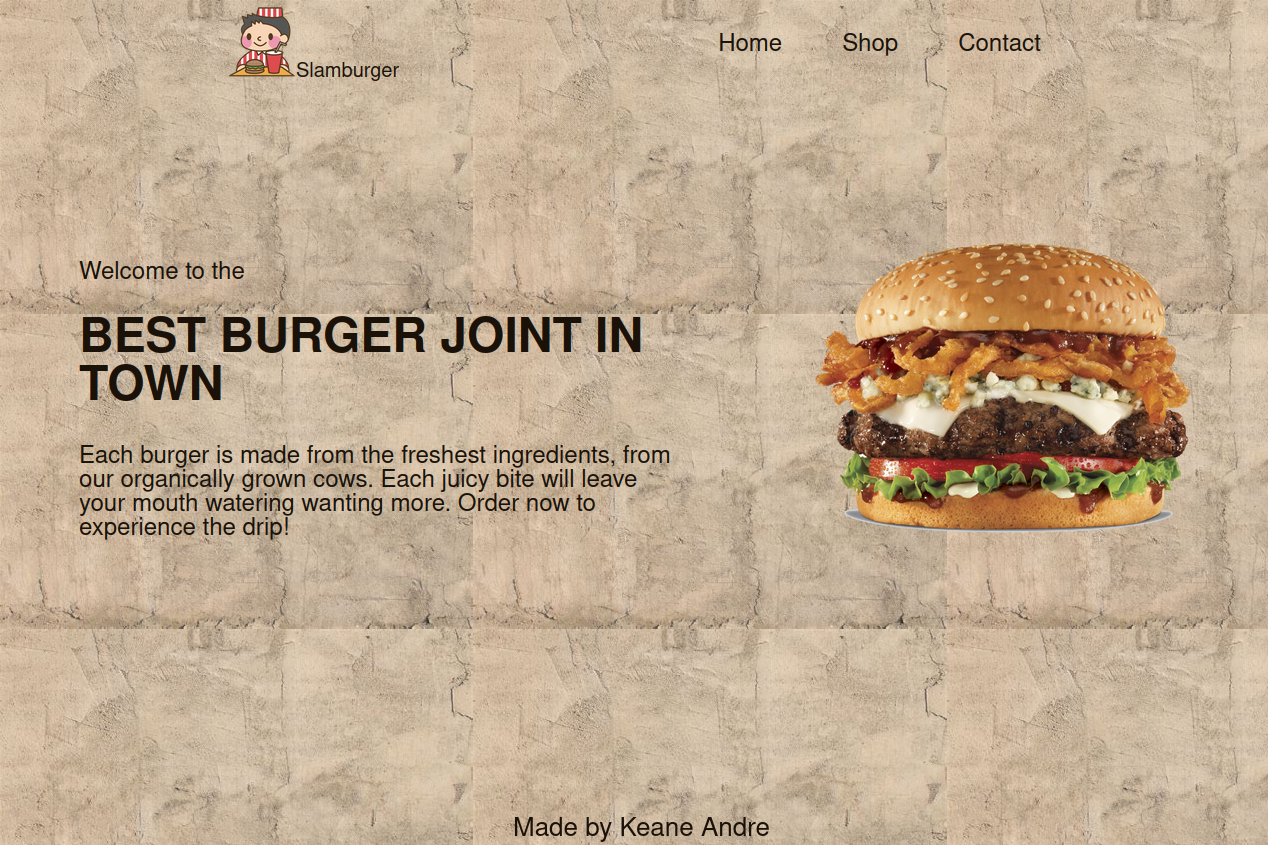 Slamburger
Home
Shop
Contact
Welcome to the
BEST BURGER JOINT IN
TOWN
Each burger is made from the freshest ingredients, from
our organically grown cows. Each juicy bite will leave
your mouth watering wanting more. Order now to
experience the drip!
Made by Keane Andre